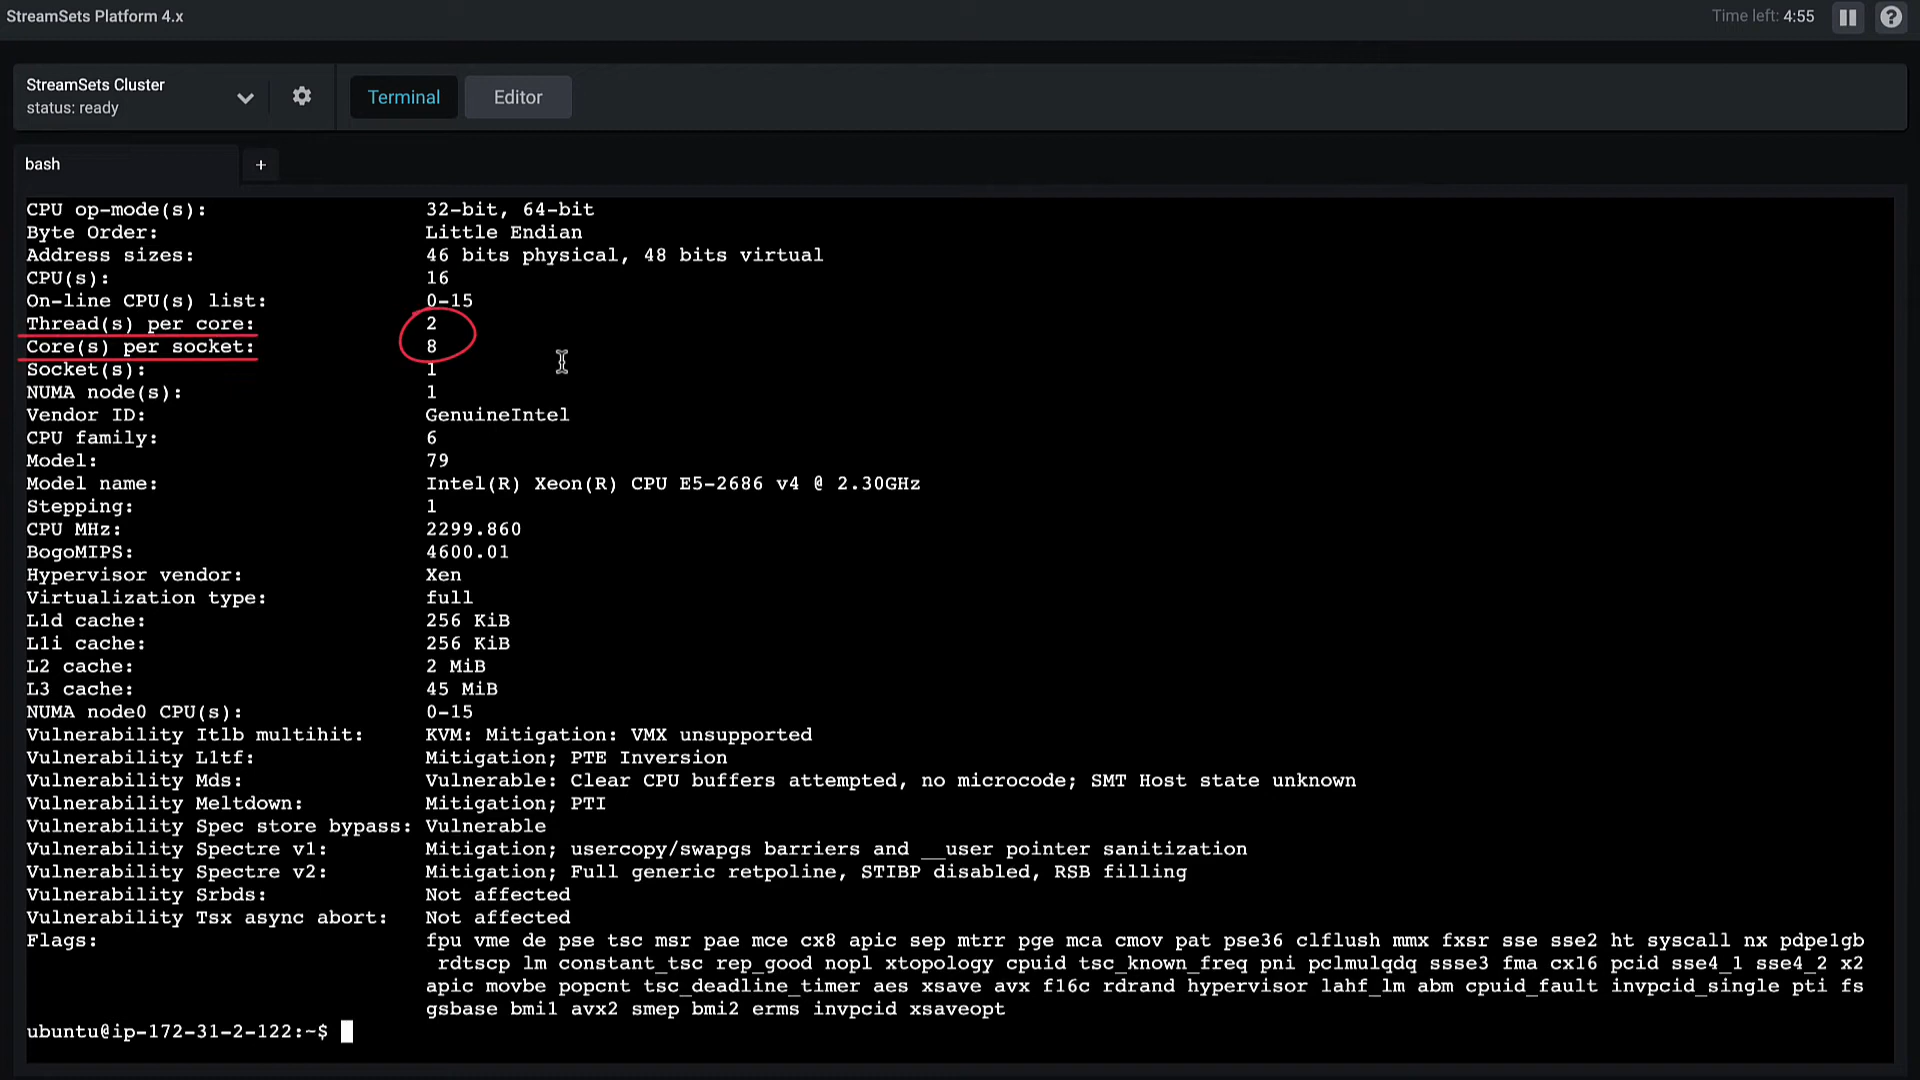 StreamSets Platform 4.x
Time left: 4:55
StreamSets Cluster
status: ready
Terminal
Editor
bash
+
CPU op-mode(s): 32-bit, 64-bit
Byte Order: Little Endian
Address sizes: 46 bits physical, 48 bits virtual
CPU(s): 16
On-line CPU(s) list: 0-15
Thread(s) per core: 2
Core(s) per socket: 8
Socket(s): 1
NUMA node(s): 1
Vendor ID: GenuineIntel
CPU family: 6
Model: 79
Model name: Intel(R) Xeon(R) CPU E5-2686 v4 @ 2.30GHz
Stepping: 1
CPU MHz: 2299.860
BogoMIPS: 4600.01
Hypervisor vendor: Xen
Virtualization type: full
L1d cache: 256 KiB
L1i cache: 256 KiB
L2 cache: 2 MiB
L3 cache: 45 MiB
NUMA node0 CPU(s): 0-15
Vulnerability Itlb multihit: KVM: Mitigation: VMX unsupported
Vulnerability L1tf: Mitigation; PTE Inversion
Vulnerability Mds: Vulnerable: Clear CPU buffers attempted, no microcode; SMT Host state unknown
Vulnerability Meltdown: Mitigation; PTI
Vulnerability Spec store bypass: Vulnerable
Vulnerability Spectre v1: Mitigation; usercopy/swapgs barriers and __user pointer sanitization
Vulnerability Spectre v2: Mitigation; Full generic retpoline, STIBP disabled, RSB filling
Vulnerability Srbds: Not affected
Vulnerability Tsx async abort: Not affected
Flags: fpu vme de pse tsc msr pae mce cx8 apic sep mtrr pge mca cmov pat pse36 clflush mmx fxsr sse sse2 ht syscall nx pdpe1gb
rdtscp lm constant_tsc rep_good nopl xtopology cpuid tsc_known_freq pni pclmulqdq ssse3 fma cx16 pcid sse4_1 sse4_2 x2
apic movbe popcnt tsc_deadline_timer aes xsave avx f16c rdrand hypervisor lahf_lm abm cpuid_fault invpcid_single pti fs
gsbase bmi1 avx2 smep bmi2 erms invpcid xsaveopt
ubuntu@ip-172-31-2-122:~$